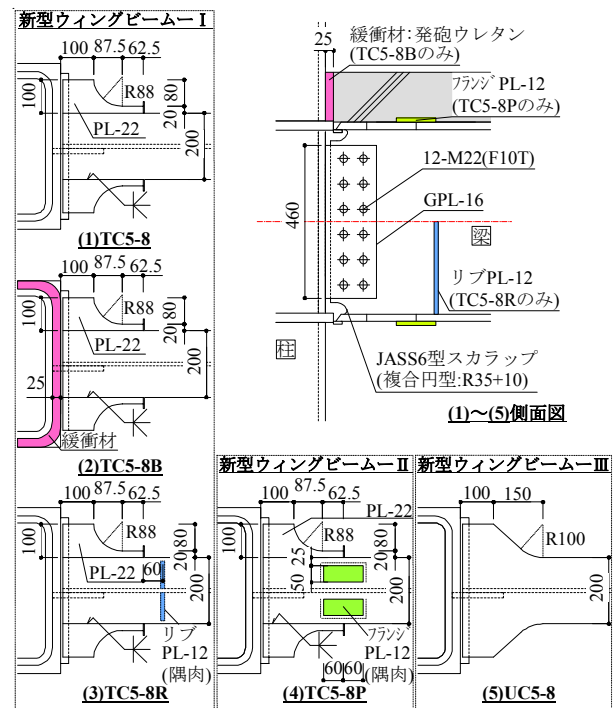 新型ウィングビームーⅠ
100 87.5 62.5
100
R88
20 80
PL-22
200
(1)TC5-8
100 87.5 62.5
100
R88
20 80
PL-22
200
25
緩衝材
(2)TC5-8B
25
緩衝材:発砲ウレタン
(TC5-8Bのみ)
フランジPL-12
(TC5-8Pのみ)
12-M22(F10T)
GPL-16
460
梁
リブPL-12
(TC5-8Rのみ)
柱
JASS6型スカラップ
(複合円型:R35+10)
(1)～(5)側面図
100 87.5 62.5
100
R88
20 80
PL-22
60
200
リブ
PL-12
(隅肉)
(3)TC5-8R
新型ウィングビームーⅡ
87.5
100 62.5
PL-22
100
R88
20 80
25
50
200
フランジ
PL-12
(隅肉)
60 60
(4)TC5-8P
新型ウィングビームーⅢ
100 150
R100
200
(5)UC5-8